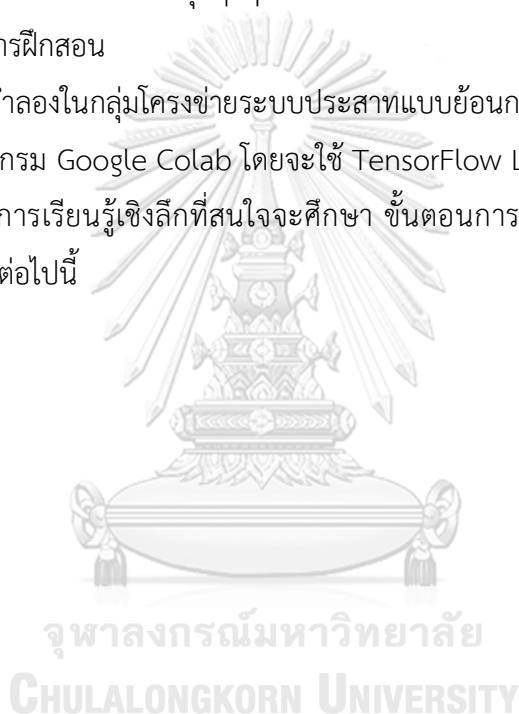 ารฝึกสอน
ำลองในกลุ่มโครงข่ายระบบประสาทแบบย้อนก
กรม Google Colab โดยจะใช้ TensorFlow L
การเรียนรู้เชิงลึกที่สนใจจะศึกษา ขั้นตอนการ
ต่อไปนี้
จุฬาลงกรณ์มหาวิทยาลัย
CHULALONGKORN UNIVERSITY